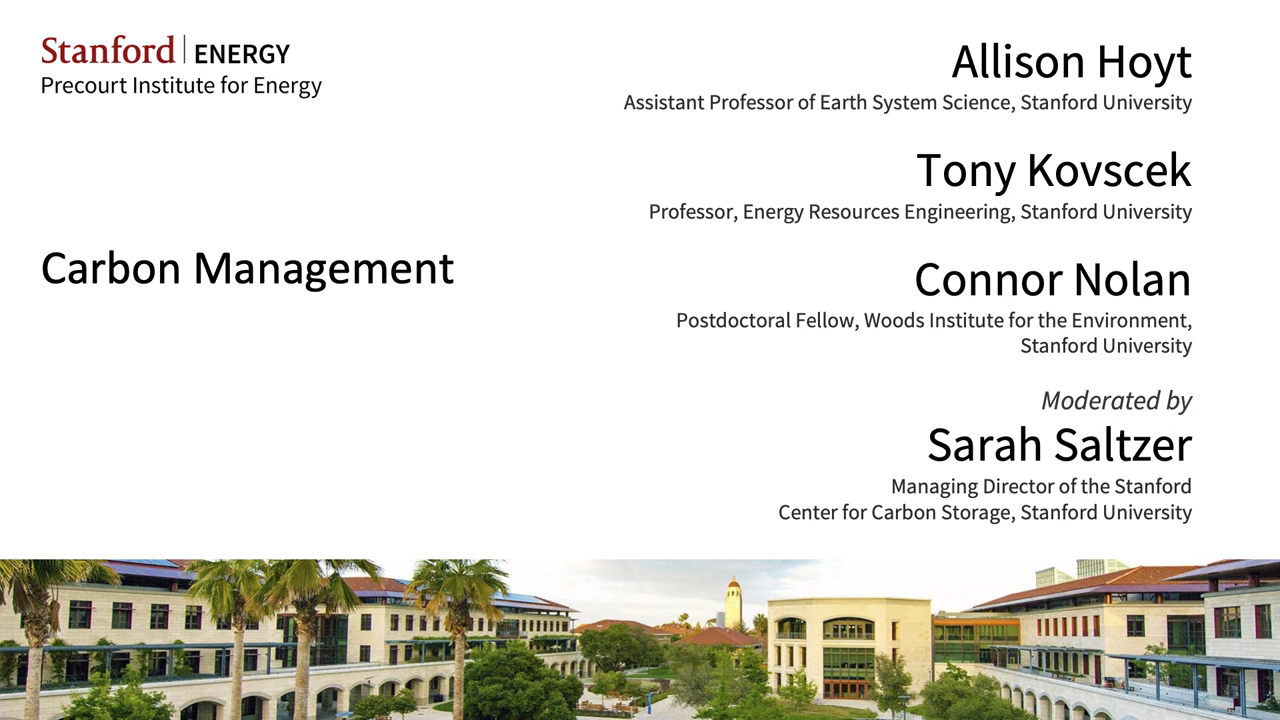 Stanford | ENERGY
Precourt Institute for Energy
Carbon Management
Allison Hoyt
Assistant Professor of Earth System Science, Stanford University
Tony Kovscek
Professor, Energy Resources Engineering, Stanford University
Connor Nolan
Postdoctoral Fellow, Woods Institute for the Environment,
Stanford University
Moderated by
Sarah Saltzer
Managing Director of the Stanford
Center for Carbon Storage, Stanford University